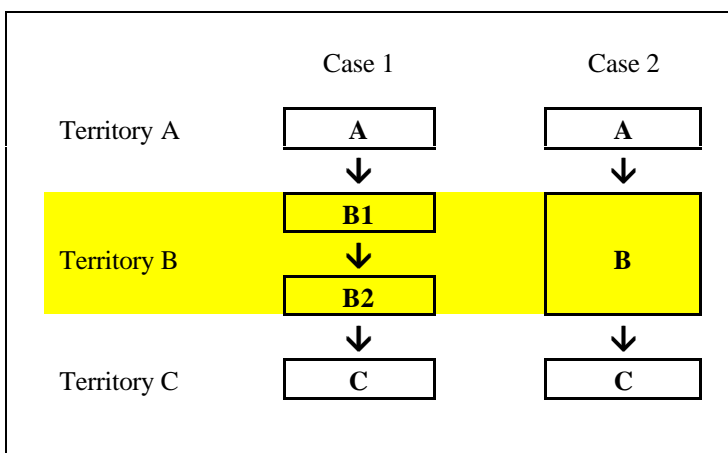 Case 1 Case 2
Territory A A A
B1
Territory B B
B2
Territory C C C